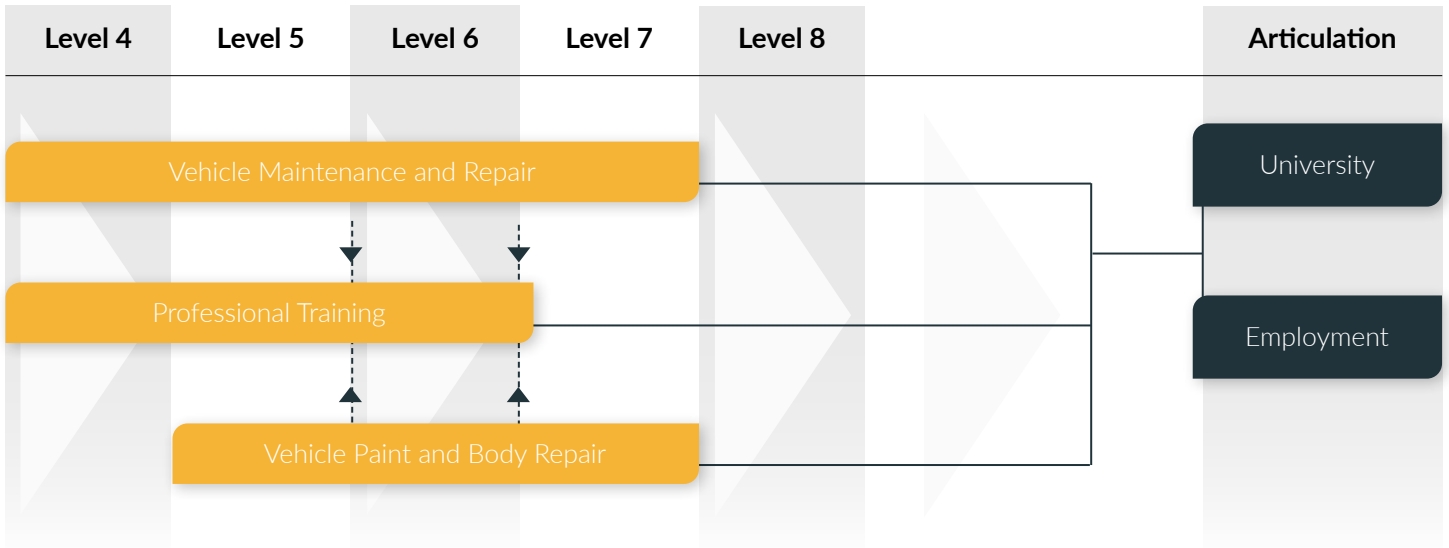 Level 4
Level 5
Level 6
Level 7
Level 8
Articulation
Vehicle Maintenance and Repair
University
Professional Training
Employment
Vehicle Paint and Body Repair